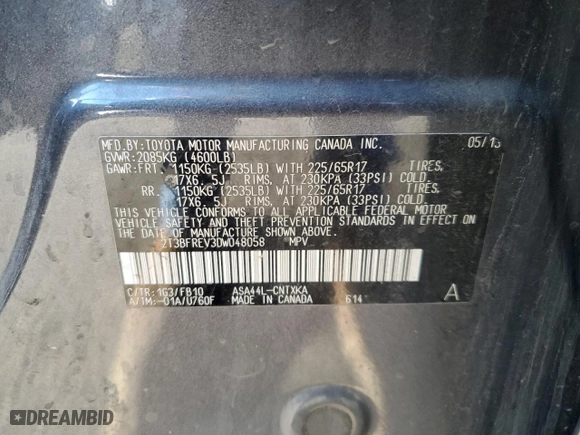 MFD.BY:TOYOTA MOTOR MANUFACTURING CANADA INC. 05/13
GVWR:2085KG (4600LB)
GAWR:FRT. 1150KG (2535LB) WITH 225/65R17 TIRES,
17X6.5J RIMS, AT 230KPA (33PSI) COLD.
RR. 1150KG (2535LB) WITH 225/65R17 TIRES,
17X6.5J RIMS, AT 230KPA (33PSI) COLD.
THIS VEHICLE CONFORMS TO ALL APPLICABLE FEDERAL MOTOR
VEHICLE SAFETY AND THEFT PREVENTION STANDARDS IN EFFECT ON
THE DATE OF MANUFACTURE SHOWN ABOVE.
2T3BFREV3DW048058 MPV
C/TR:1G3/FB10 ASA44L-CNTXKA A
A/TM:-01A/U760F MADE IN CANADA 614
DREAMBID